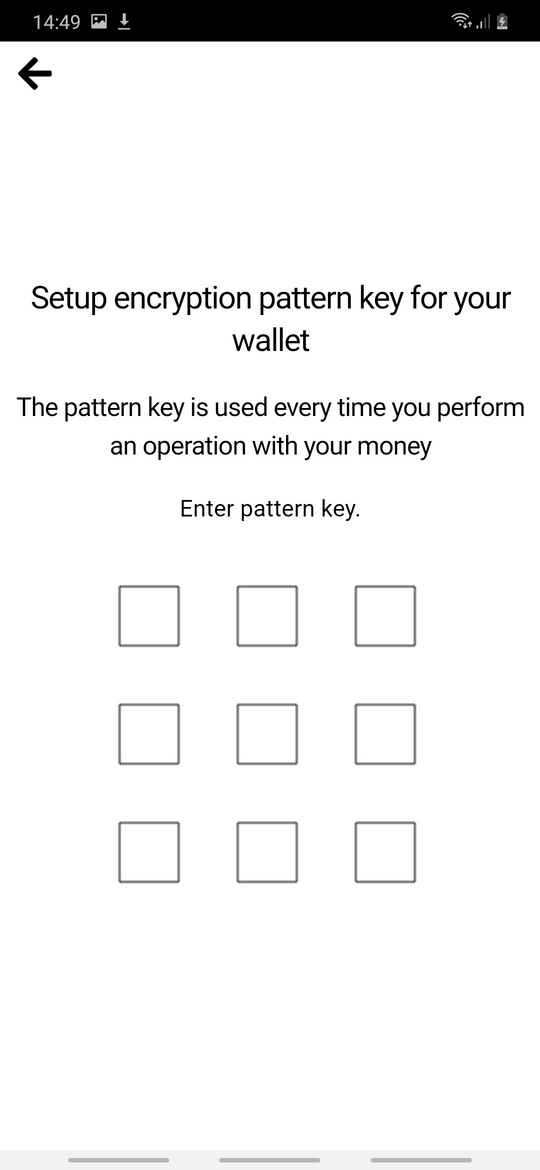 14:49
Setup encryption pattern key for your
wallet
The pattern key is used every time you perform
an operation with your money
Enter pattern key.